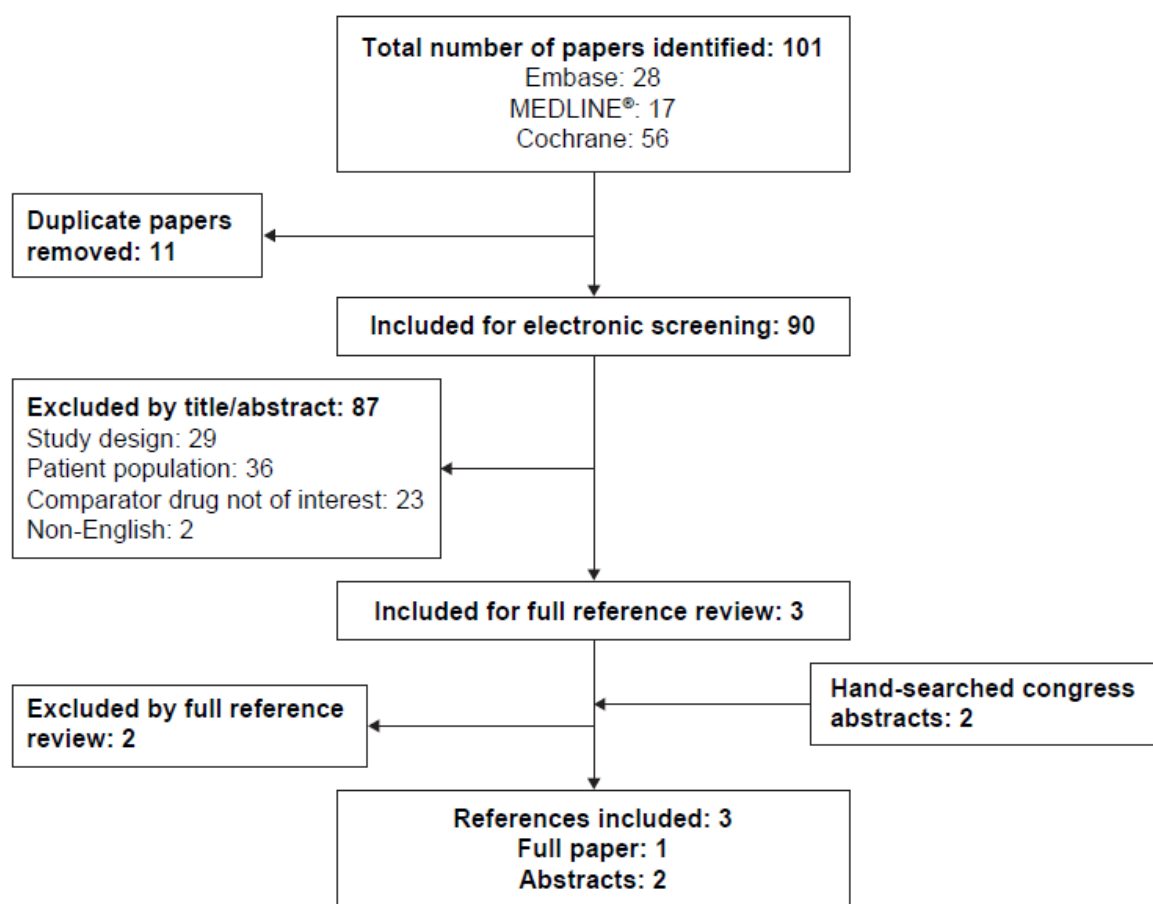 Total number of papers identified: 101
Embase: 28
MEDLINE®: 17
Cochrane: 56
Duplicate papers
removed: 11
Included for electronic screening: 90
Excluded by title/abstract: 87
Study design: 29
Patient population: 36
Comparator drug not of interest: 23
Non-English: 2
Included for full reference review: 3
Hand-searched congress
abstracts: 2
Excluded by full reference
review: 2
References included: 3
Full paper: 1
Abstracts: 2